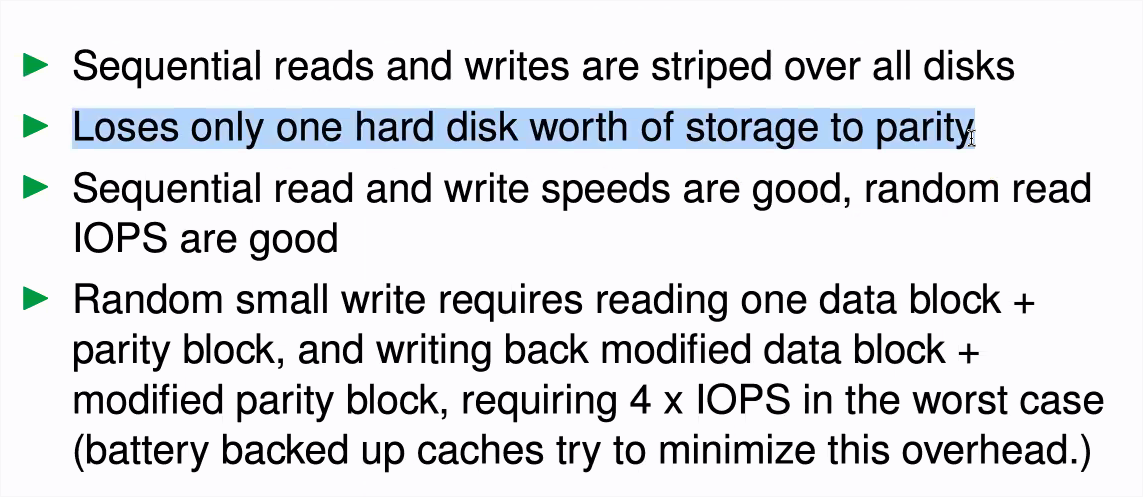 Sequential reads and writes are striped over all disks
Loses only one hard disk worth of storage to parity
Sequential read and write speeds are good, random read
IOPS are good
Random small write requires reading one data block +
parity block, and writing back modified data block +
modified parity block, requiring 4 x IOPS in the worst case
(battery backed up caches try to minimize this overhead.)